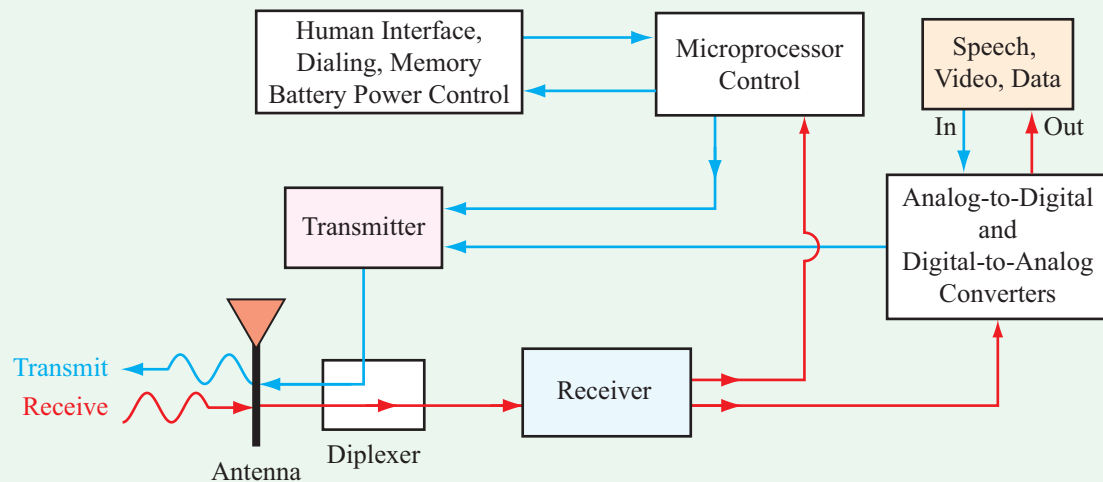 Human Interface,
Dialing, Memory
Battery Power Control
Microprocessor
Control
Speech,
Video, Data
In
Out
Transmitter
Analog-to-Digital
and
Digital-to-Analog
Converters
Transmit
Receive
Receiver
Diplexer
Antenna